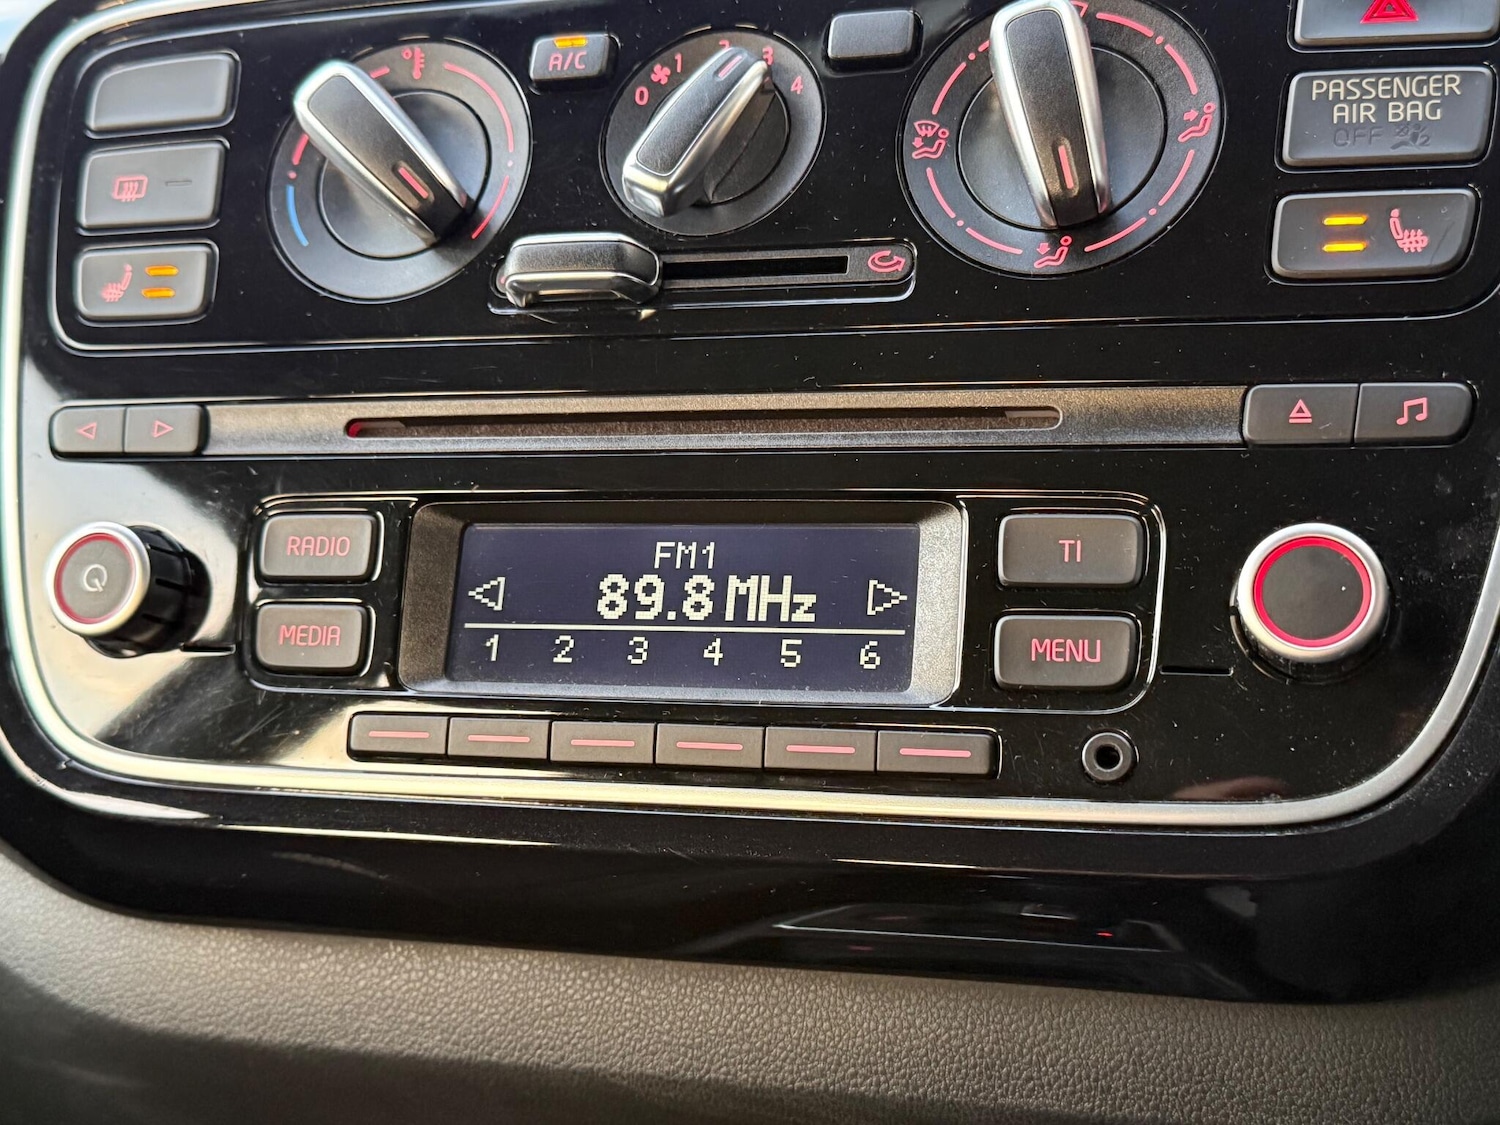 A/C
0 1 2 3 4
PASSENGER
AIR BAG
OFF
RADIO
MEDIA
FM1
89.8 MHz
1 2 3 4 5 6
TI
MENU